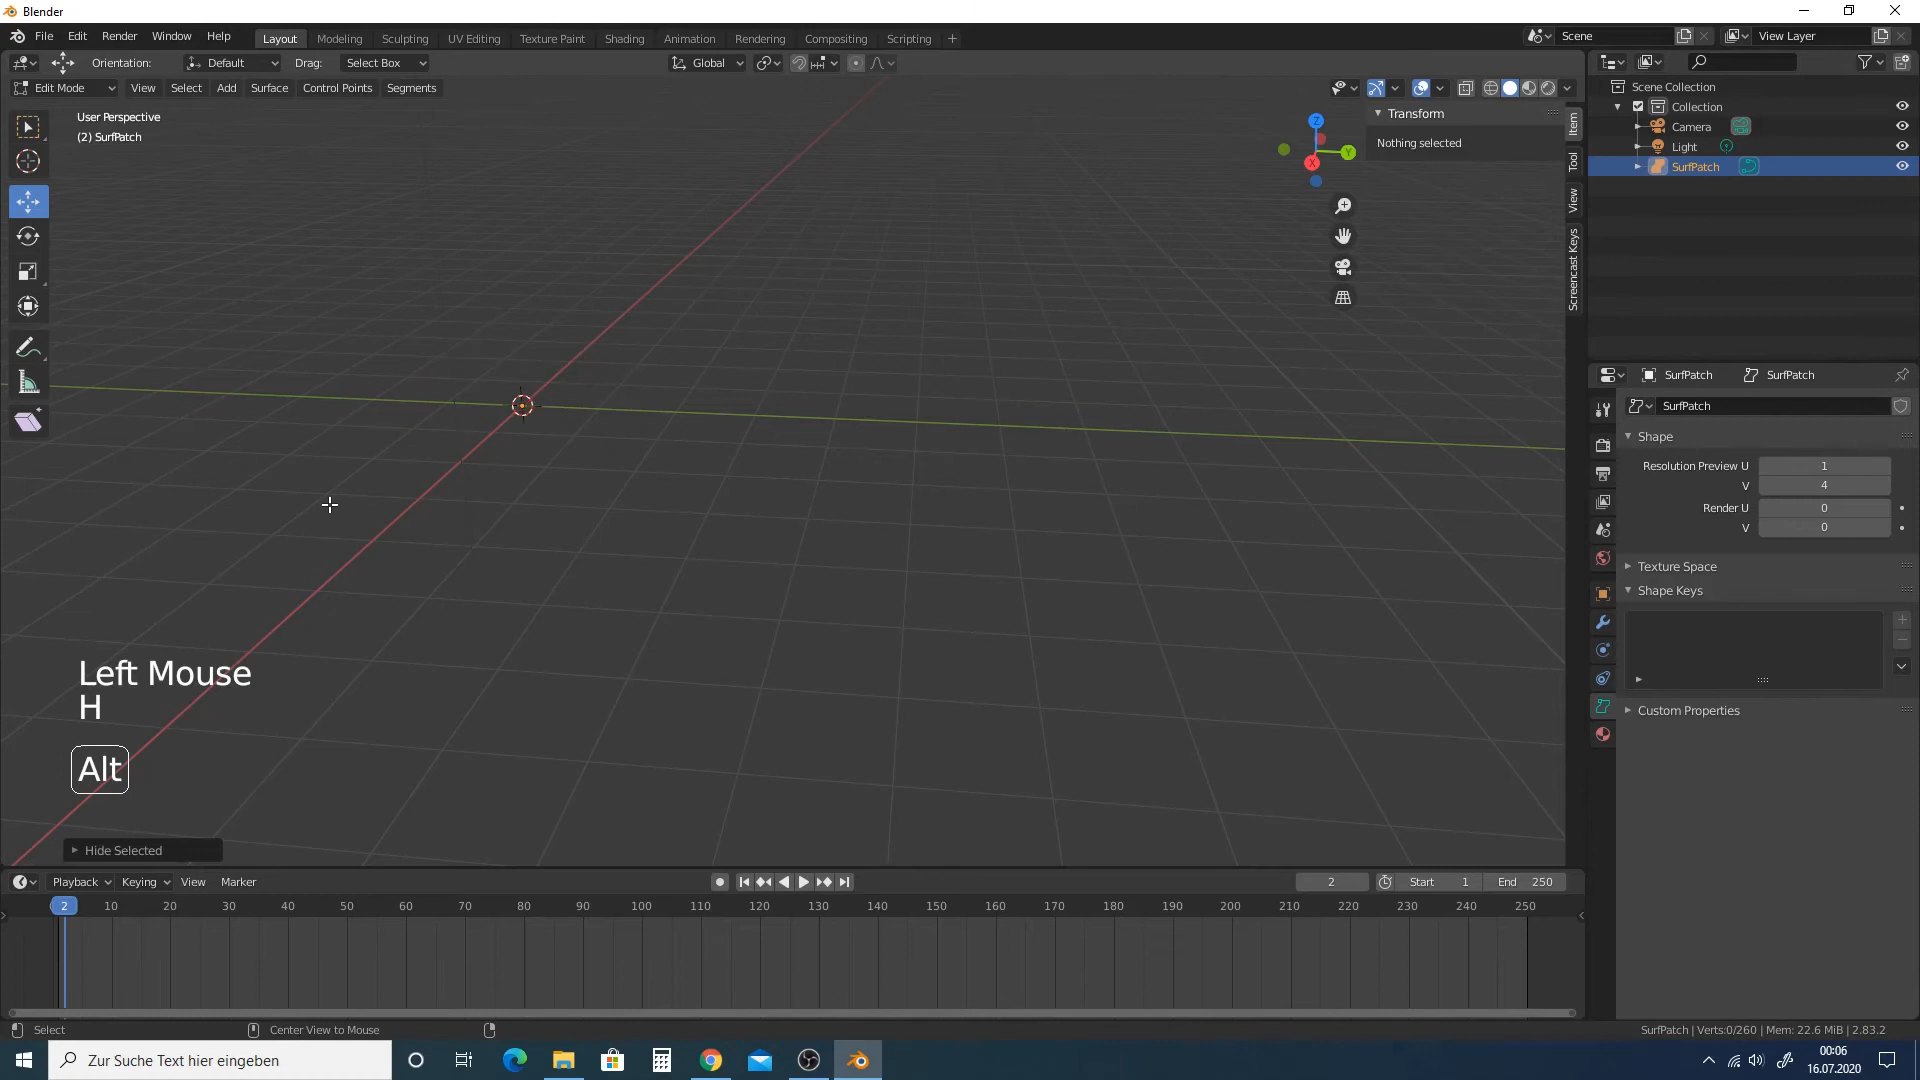 Blender
File Edit Render Window Help
Layout Modeling Sculpting UV Editing Texture Paint Shading Animation Rendering Compositing Scripting +
Scene
View Layer
Orientation: Default Drag: Select Box
Global
Edit Mode View Select Add Surface Control Points Segments
User Perspective
(2) SurfPatch
Z
Y
X
Transform
Nothing selected
Item
Tool
View
Screencast Keys
Scene Collection
Collection
Camera
Light
SurfPatch
SurfPatch SurfPatch
SurfPatch
Shape
Resolution Preview U 1
V 4
Render U 0
V 0
Texture Space
Shape Keys
Custom Properties
Left Mouse
H
Alt
Hide Selected
Playback Keying View Marker
2
Start 1
End 250
2 10 20 30 40 50 60 70 80 90 100 110 120 130 140 150 160 170 180 190 200 210 220 230 240 250
Select
Center View to Mouse
SurfPatch | Verts:0/260 | Mem: 22.6 MiB | 2.83.2
Zur Suche Text hier eingeben
00:06
16.07.2020